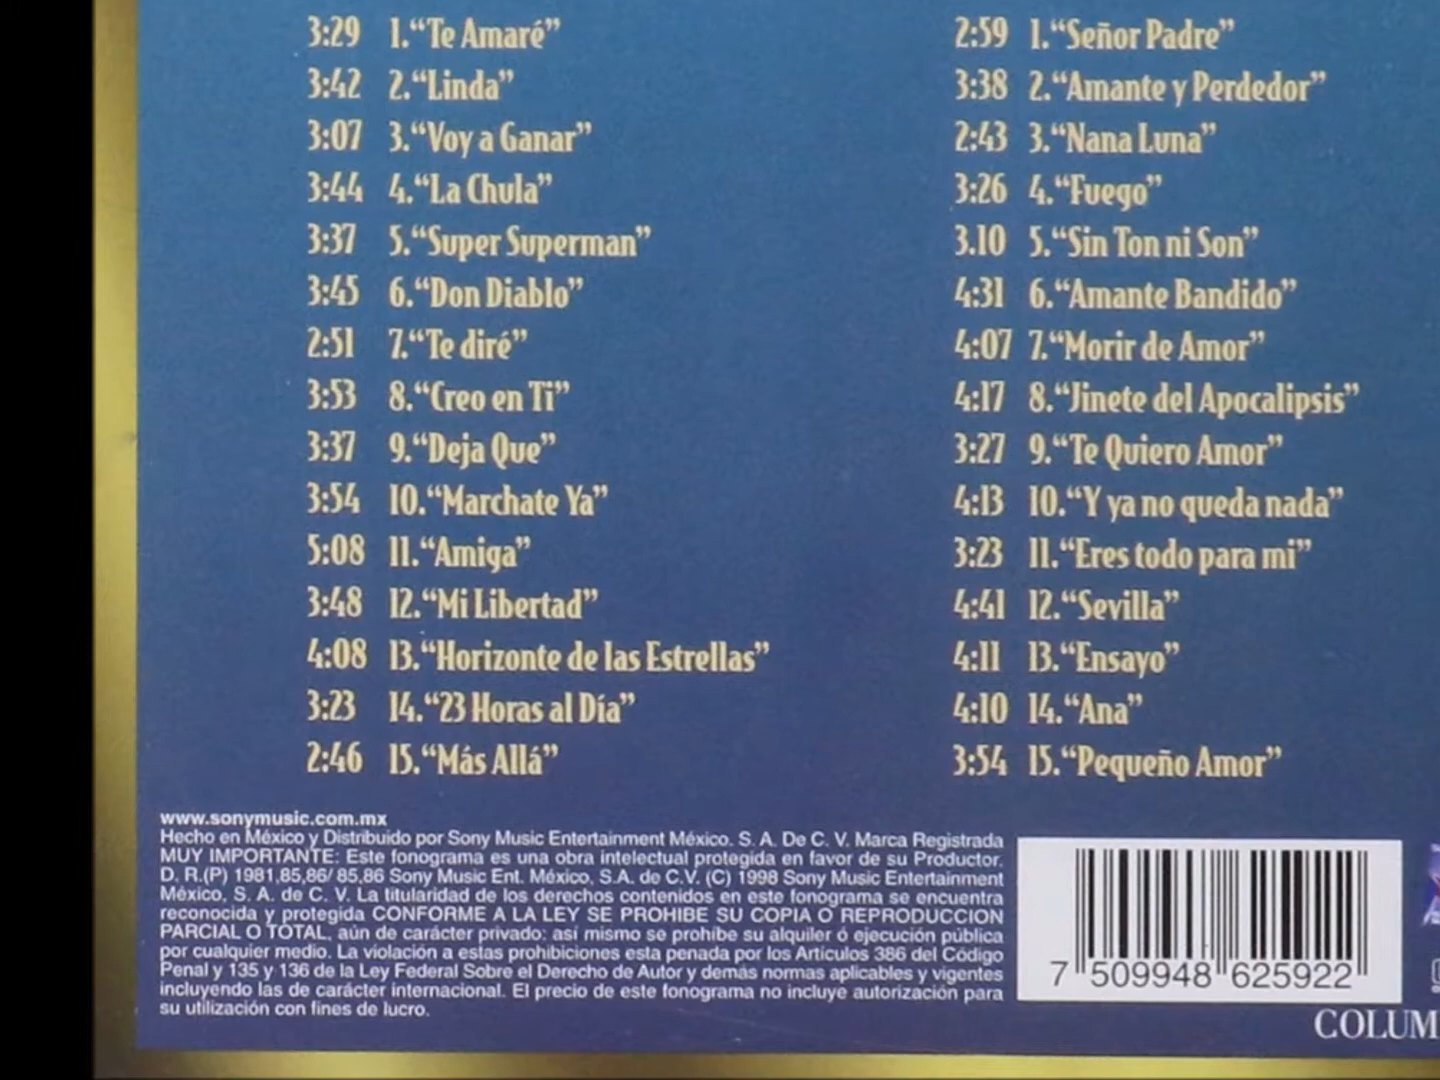 3:29 1.“Te Amaré”
3:42 2.“Linda”
3:07 3.“Voy a Ganar”
3:44 4.“La Chula”
3:37 5.“Super Superman”
3:45 6.“Don Diablo”
2:51 7.“Te diré”
3:53 8.“Creo en Ti”
3:37 9.“Deja Que”
3:54 10.“Marchate Ya”
5:08 11.“Amiga”
3:48 12.“Mi Libertad”
4:08 13.“Horizonte de las Estrellas”
3:23 14.“23 Horas al Día”
2:46 15.“Más Allá”
2:59 1.“Señor Padre”
3:38 2.“Amante y Perdedor”
2:43 3.“Nana Luna”
3:26 4.“Fuego”
3.10 5.“Sin Ton ni Son”
4:31 6.“Amante Bandido”
4:07 7.“Morir de Amor”
4:17 8.“Jinete del Apocalipsis”
3:27 9.“Te Quiero Amor”
4:13 10.“Y ya no queda nada”
3:23 11.“Eres todo para mi”
4:41 12.“Sevilla”
4:11 13.“Ensayo”
4:10 14.“Ana”
3:54 15.“Pequeño Amor”
www.sonymusic.com.mx
Hecho en México y Distribuido por Sony Music Entertainment México. S. A. De C. V. Marca Registrada
MUY IMPORTANTE: Este fonograma es una obra intelectual protegida en favor de su Productor.
D. R.(P) 1981,85,86/ 85,86 Sony Music Ent. México, S.A. de C.V. (C) 1998 Sony Music Entertainment
México, S. A. de C. V. La titularidad de los derechos contenidos en este fonograma se encuentra
reconocida y protegida CONFORME A LA LEY SE PROHIBE SU COPIA O REPRODUCCION
PARCIAL O TOTAL, aún de carácter privado; así mismo se prohíbe su alquiler ó ejecución pública
por cualquier medio. La violación a estas prohibiciones esta penada por los Articulos 386 del Código
Penal y 135 y 136 de la Ley Federal Sobre el Derecho de Autor y demás normas aplicables y vigentes
incluyendo las de carácter internacional. El precio de este fonograma no incluye autorización para
su utilización con fines de lucro.
7 509948 625922
COLUM